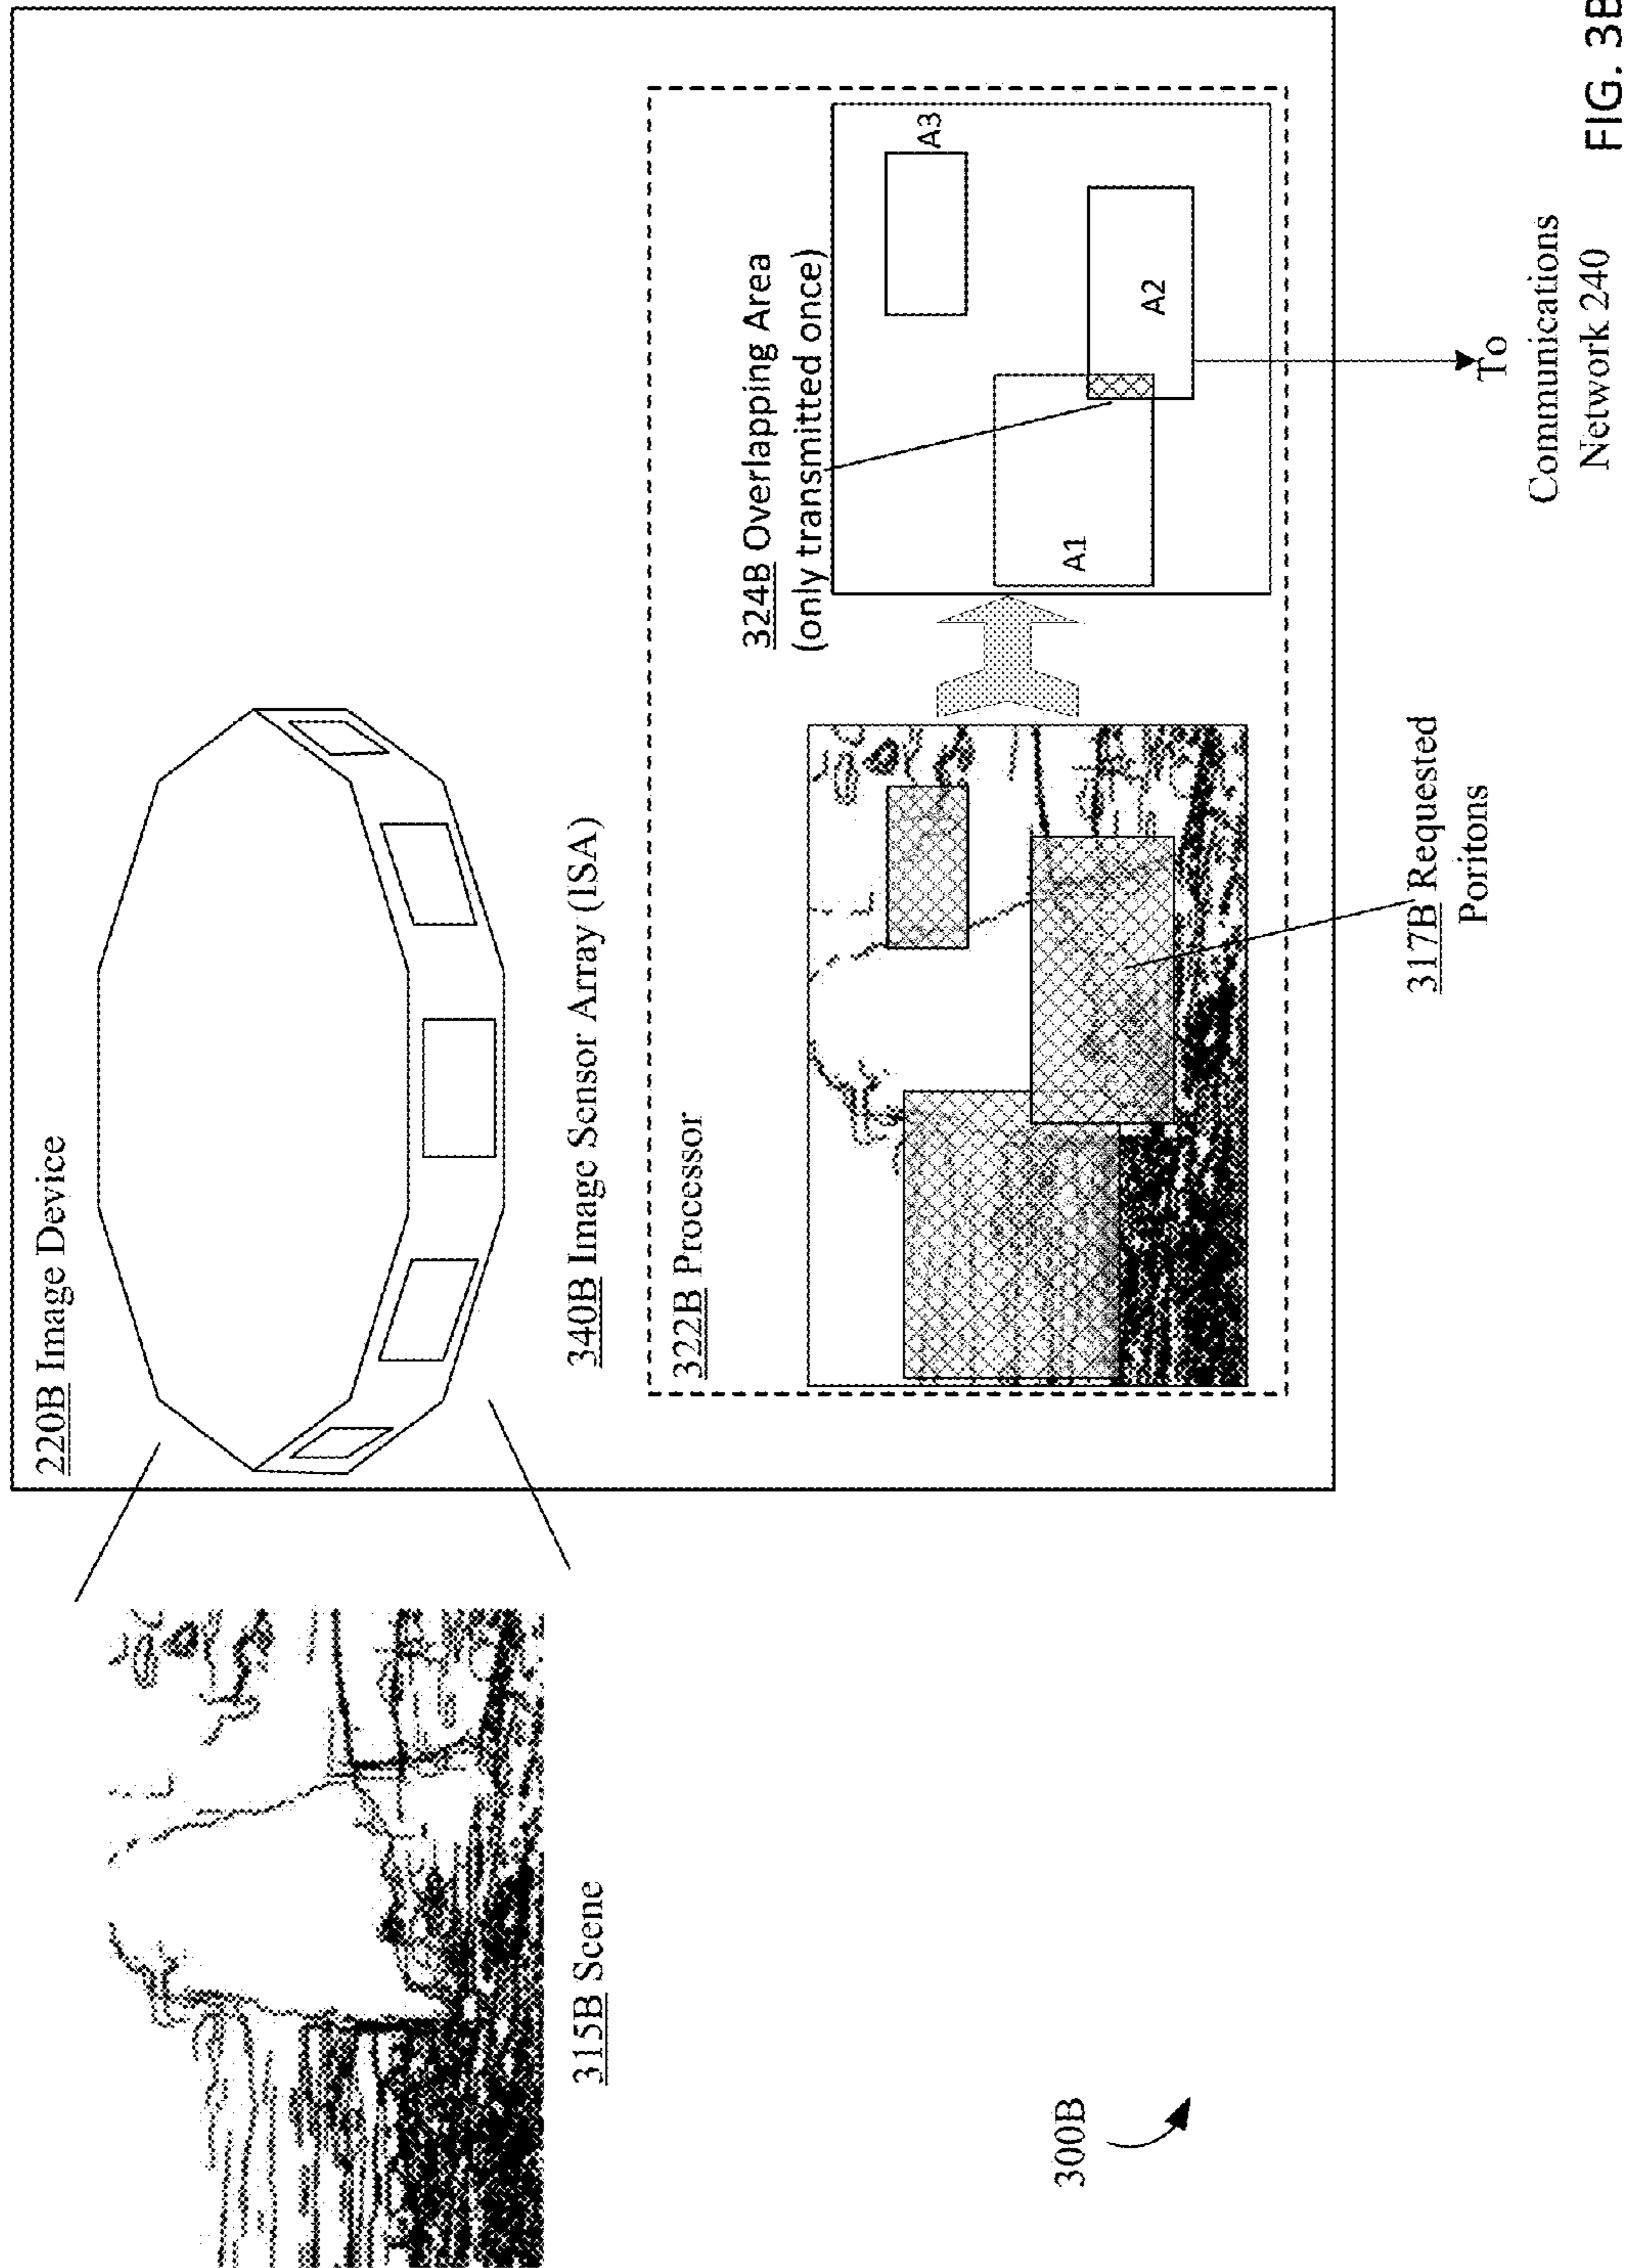 220B Image Device
340B Image Sensor Array (ISA)
315B Scene
322B Processor
324B Overlapping Area
(only transmitted once)
A1
A2
A3
317B Requested
Poritons
To
Communications
Network 240
300B
FIG. 3B